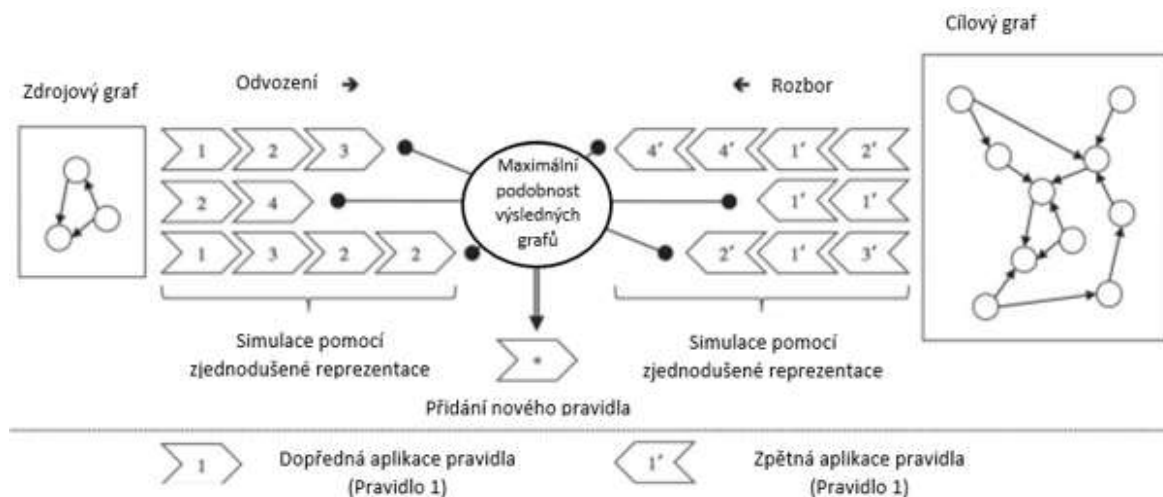 Cílový graf
Zdrojový graf
Odvození →
← Rozbor
1 2 3
4' 4' 1' 2'
2 4
1' 1'
1 3 2 2
2' 1' 3'
Maximální
podobnost
výsledných
grafů
Simulace pomocí
zjednodušené reprezentace
Simulace pomocí
zjednodušené reprezentace
*
Přidání nového pravidla
1
Dopředná aplikace pravidla
(Pravidlo 1)
1'
Zpětná aplikace pravidla
(Pravidlo 1)